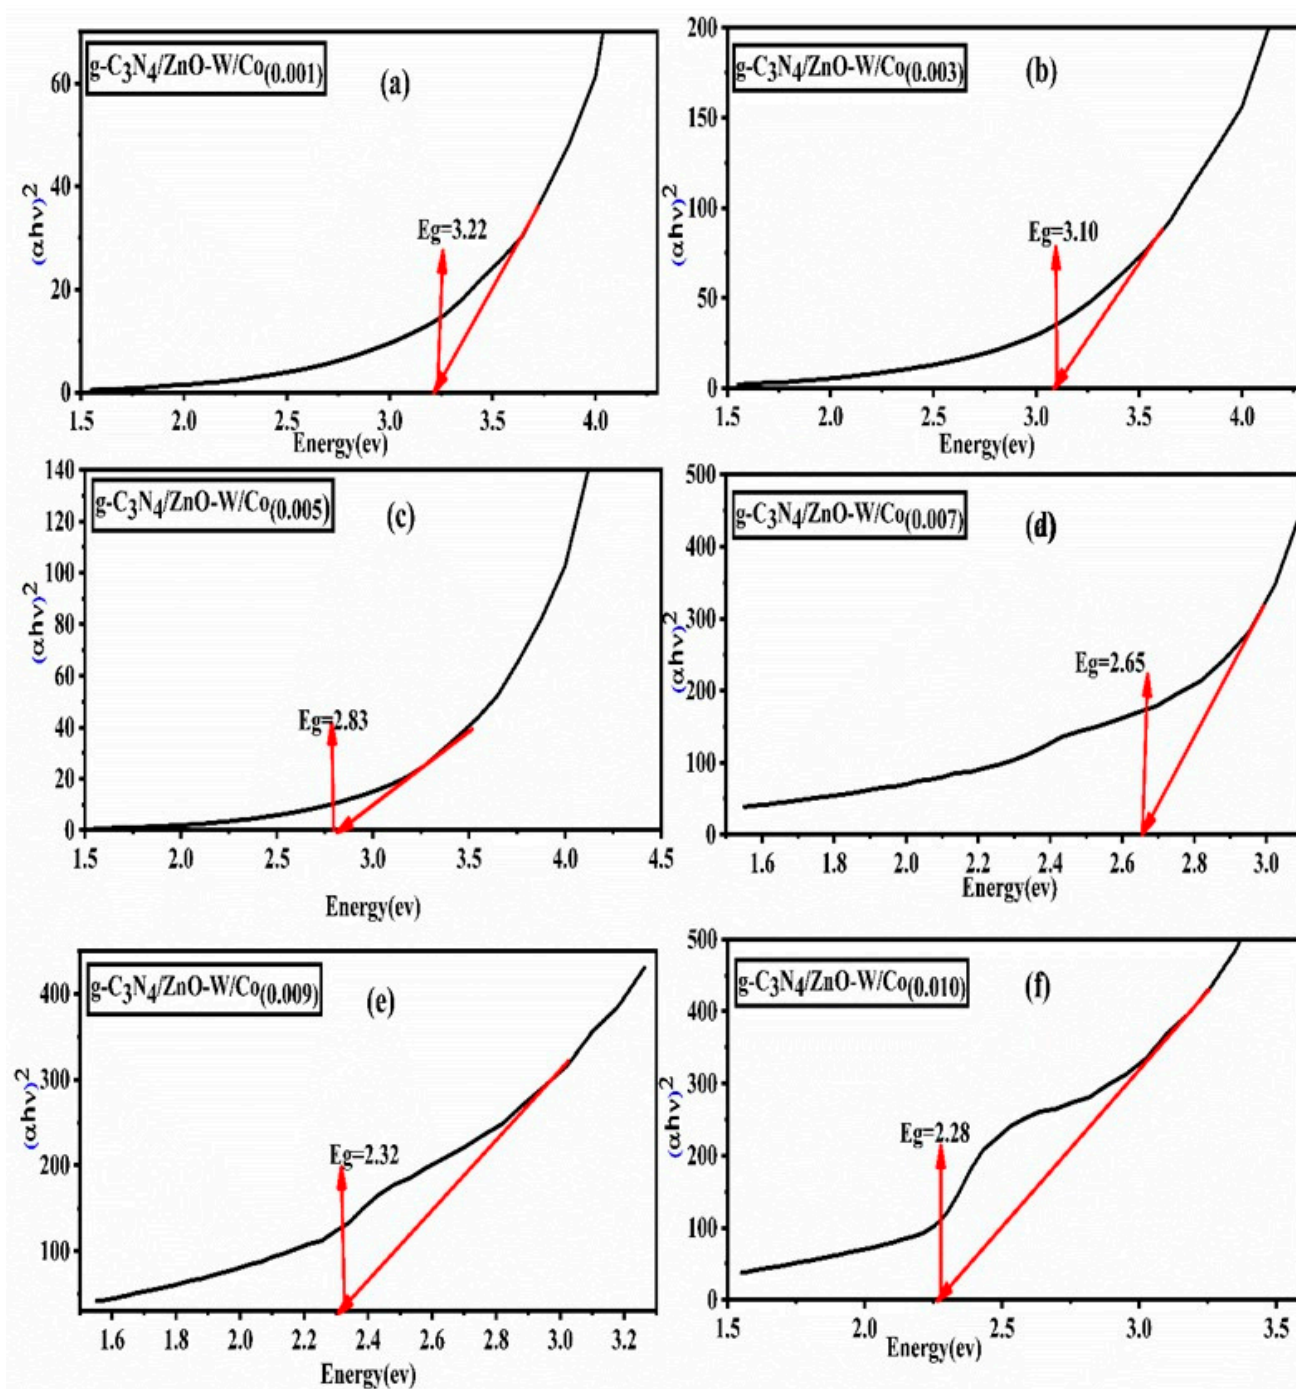 g-C3N4/ZnO-W/Co(0.001)
(a)
(αhν)2
60
40
20
0
Eg=3.22
1.5 2.0 2.5 3.0 3.5 4.0
Energy(ev)
g-C3N4/ZnO-W/Co(0.003)
(b)
(αhν)2
200
150
100
50
0
Eg=3.10
1.5 2.0 2.5 3.0 3.5 4.0
Energy(ev)
g-C3N4/ZnO-W/Co(0.005)
(c)
(αhν)2
140
120
100
80
60
40
20
0
Eg=2.83
1.5 2.0 2.5 3.0 3.5 4.0 4.5
Energy(ev)
g-C3N4/ZnO-W/Co(0.007)
(d)
(αhν)2
500
400
300
200
100
0
Eg=2.65
1.6 1.8 2.0 2.2 2.4 2.6 2.8 3.0
Energy(ev)
g-C3N4/ZnO-W/Co(0.009)
(e)
(αhν)2
400
300
200
100
Eg=2.32
1.6 1.8 2.0 2.2 2.4 2.6 2.8 3.0 3.2
Energy(ev)
g-C3N4/ZnO-W/Co(0.010)
(f)
(αhν)2
500
400
300
200
100
0
Eg=2.28
1.5 2.0 2.5 3.0 3.5
Energy(ev)